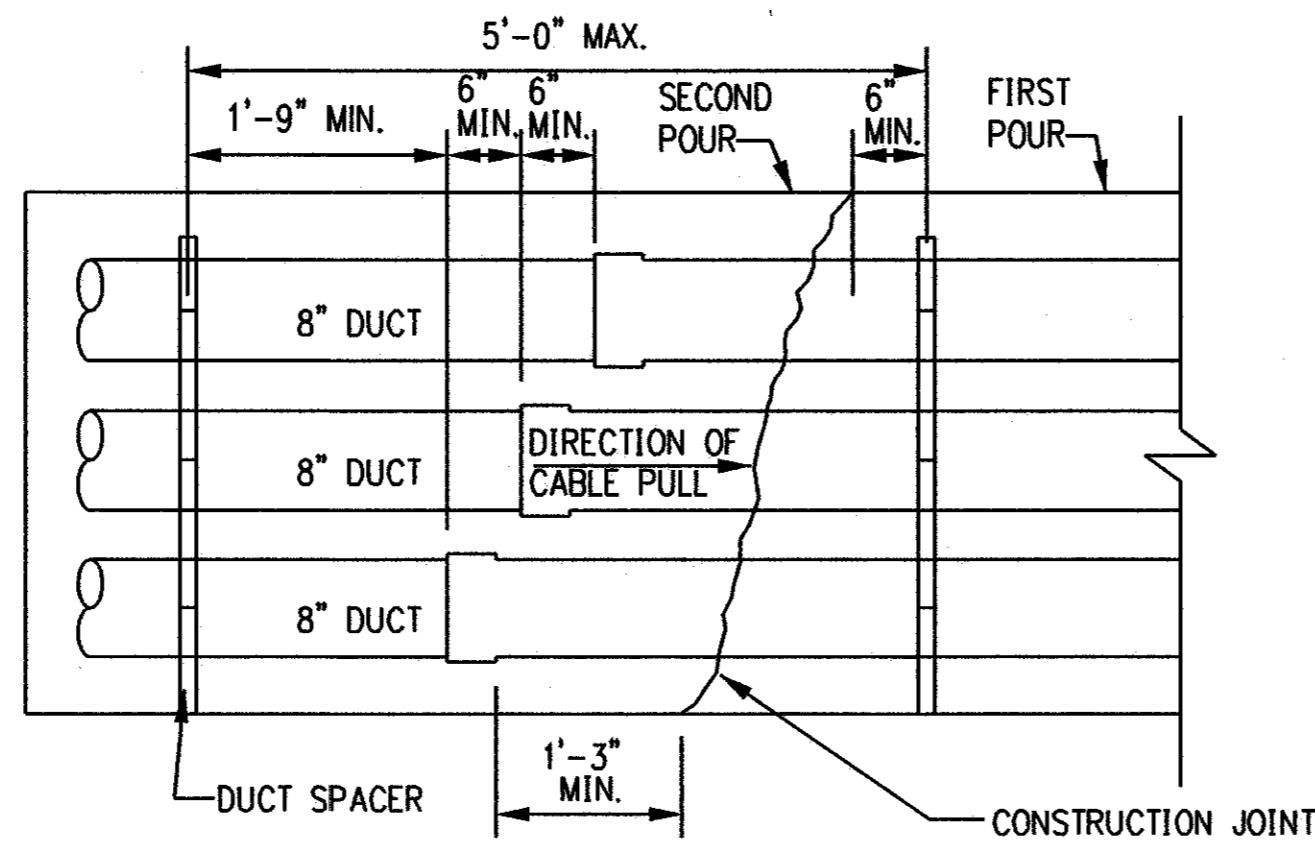 5'-0" MAX.
1'-9" MIN.
6"
MIN.
6"
MIN.
SECOND
POUR
6"
MIN.
FIRST
POUR
8" DUCT
8" DUCT
DIRECTION OF
CABLE PULL
8" DUCT
DUCT SPACER
1'-3"
MIN.
CONSTRUCTION JOINT